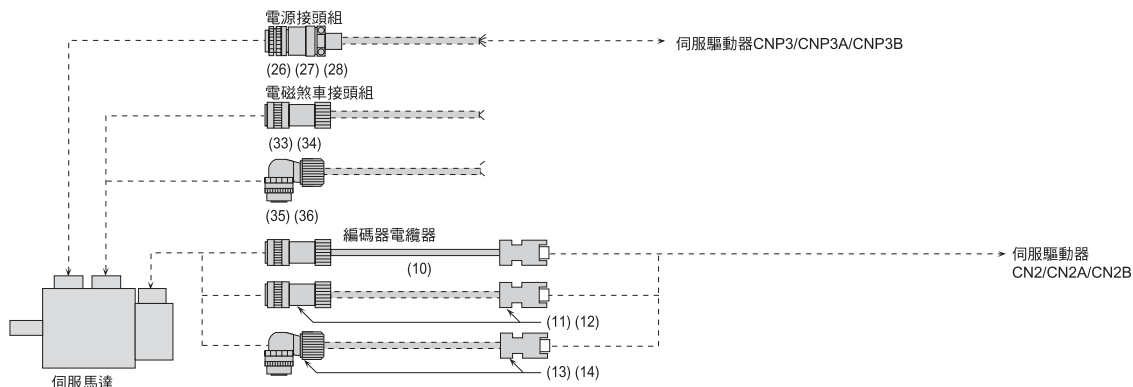 電源接頭組
伺服驅動器CNP3/CNP3A/CNP3B
(26) (27) (28)
電磁煞車接頭組
(33) (34)
(35) (36)
編碼器電纜器
(10)
伺服驅動器
CN2/CN2A/CN2B
(11) (12)
(13) (14)
伺服馬達